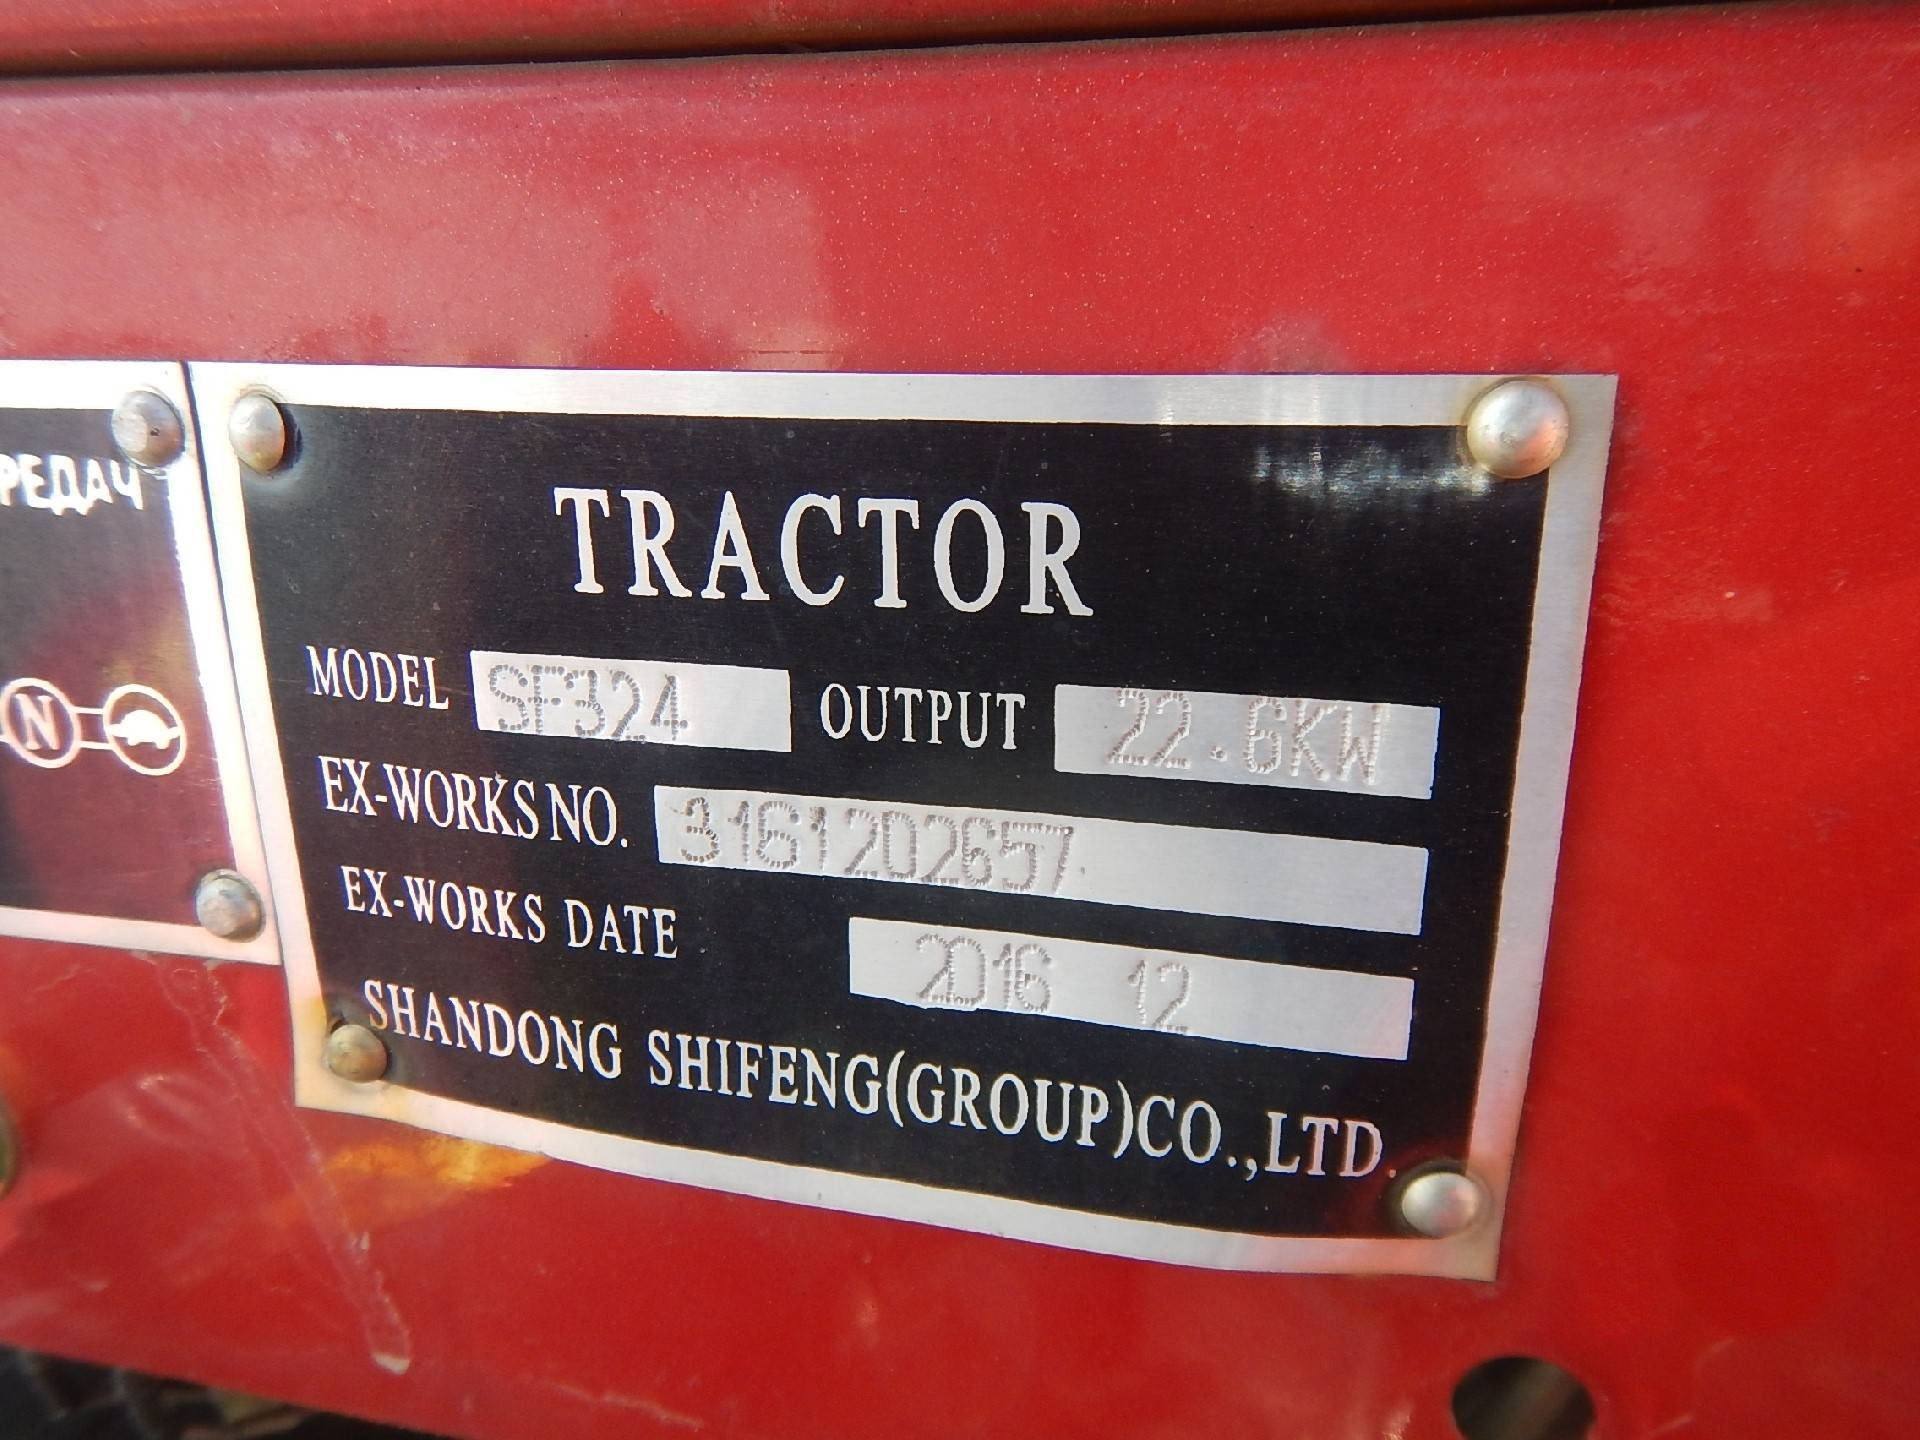 РЕДАЧ
N
TRACTOR
MODEL SF324 OUTPUT 22.6KW
EX-WORKS NO. 3161202657
EX-WORKS DATE 2016 12
SHANDONG SHIFENG(GROUP)CO.,LTD.